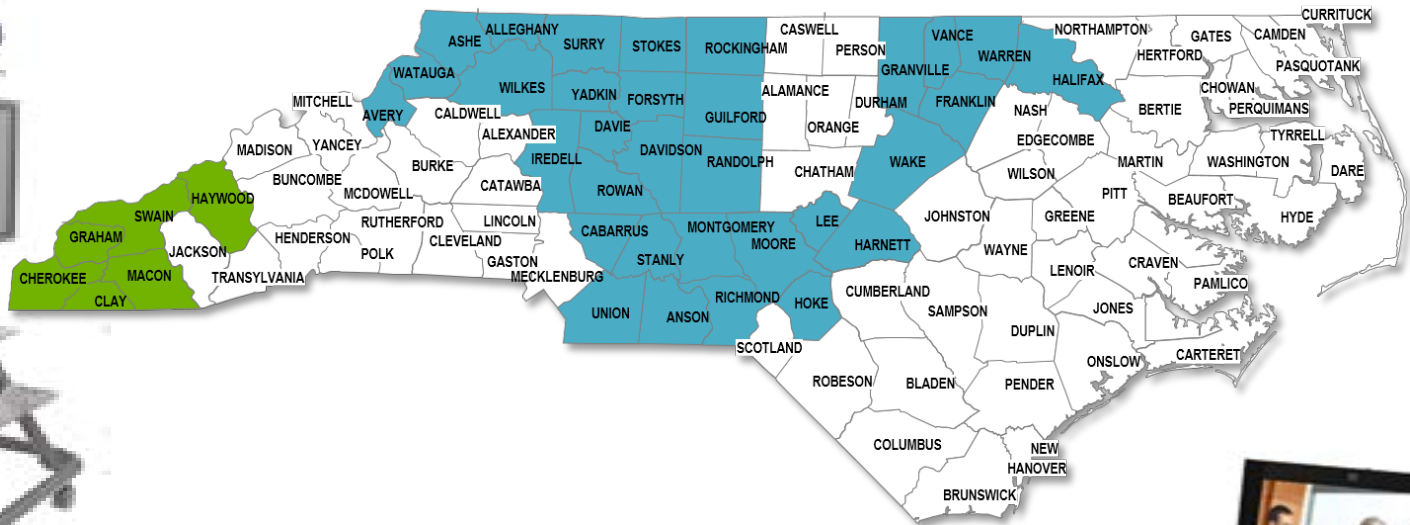 CURRITUCK
ALLEGHANY
ASHE
SURRY
STOKES
ROCKINGHAM
CASWELL
PERSON
VANCE
WARREN
NORTHAMPTON
GATES
CAMDEN
HERTFORD
PASQUOTANK
WATAUGA
WILKES
YADKIN
FORSYTH
GUILFORD
ALAMANCE
ORANGE
DURHAM
GRANVILLE
FRANKLIN
HALIFAX
CHOWAN
PERQUIMANS
BERTIE
MITCHELL
AVERY
CALDWELL
ALEXANDER
DAVIE
IREDELL
DAVIDSON
RANDOLPH
CHATHAM
WAKE
NASH
EDGECOMBE
MARTIN
WASHINGTON
TYRRELL
DARE
MADISON
YANCEY
BUNCOMBE
MCDOWELL
BURKE
CATAWBA
ROWAN
WILSON
PITT
BEAUFORT
HYDE
HAYWOOD
SWAIN
GRAHAM
JACKSON
HENDERSON
RUTHERFORD
POLK
CLEVELAND
LINCOLN
GASTON
MECKLENBURG
CABARRUS
STANLY
MONTGOMERY
MOORE
LEE
HARNETT
JOHNSTON
WAYNE
GREENE
LENOIR
CRAVEN
PAMLICO
CHEROKEE
MACON
CLAY
TRANSYLVANIA
UNION
ANSON
RICHMOND
HOKE
CUMBERLAND
SAMPSON
DUPLIN
JONES
ONSLOW
CARTERET
SCOTLAND
ROBESON
BLADEN
PENDER
COLUMBUS
NEW
HANOVER
BRUNSWICK